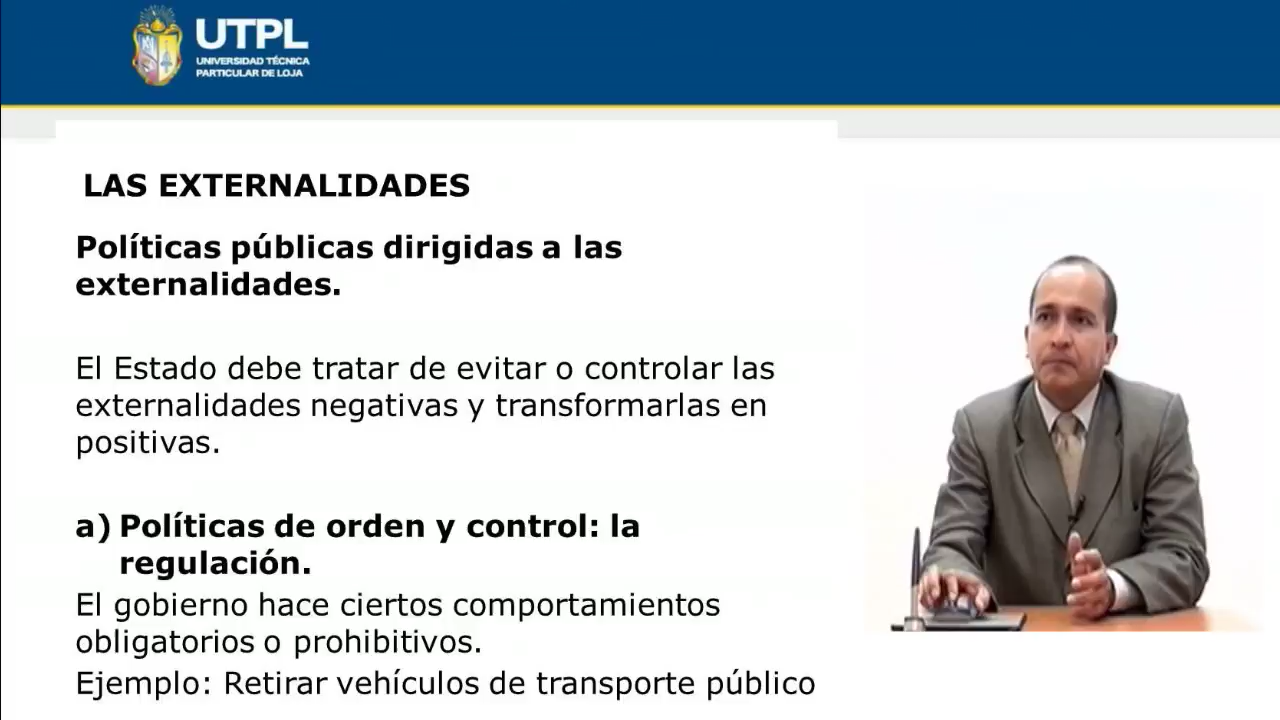 UTPL
UNIVERSIDAD TÉCNICA
PARTICULAR DE LOJA
LAS EXTERNALIDADES
Políticas públicas dirigidas a las
externalidades.
El Estado debe tratar de evitar o controlar las
externalidades negativas y transformarlas en
positivas.
a) Políticas de orden y control: la
regulación.
El gobierno hace ciertos comportamientos
obligatorios o prohibitivos.
Ejemplo: Retirar vehículos de transporte público